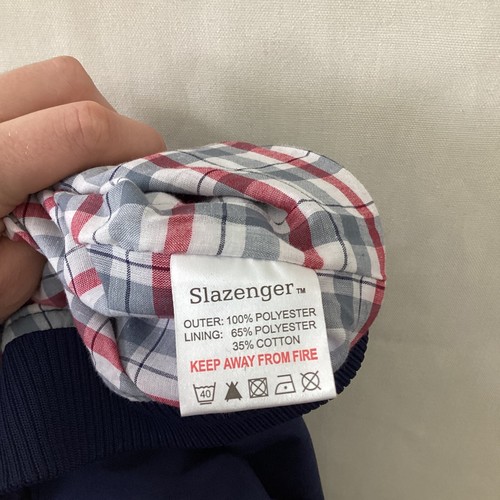 Slazenger™
OUTER: 100% POLYESTER
LINING: 65% POLYESTER
35% COTTON
KEEP AWAY FROM FIRE
40